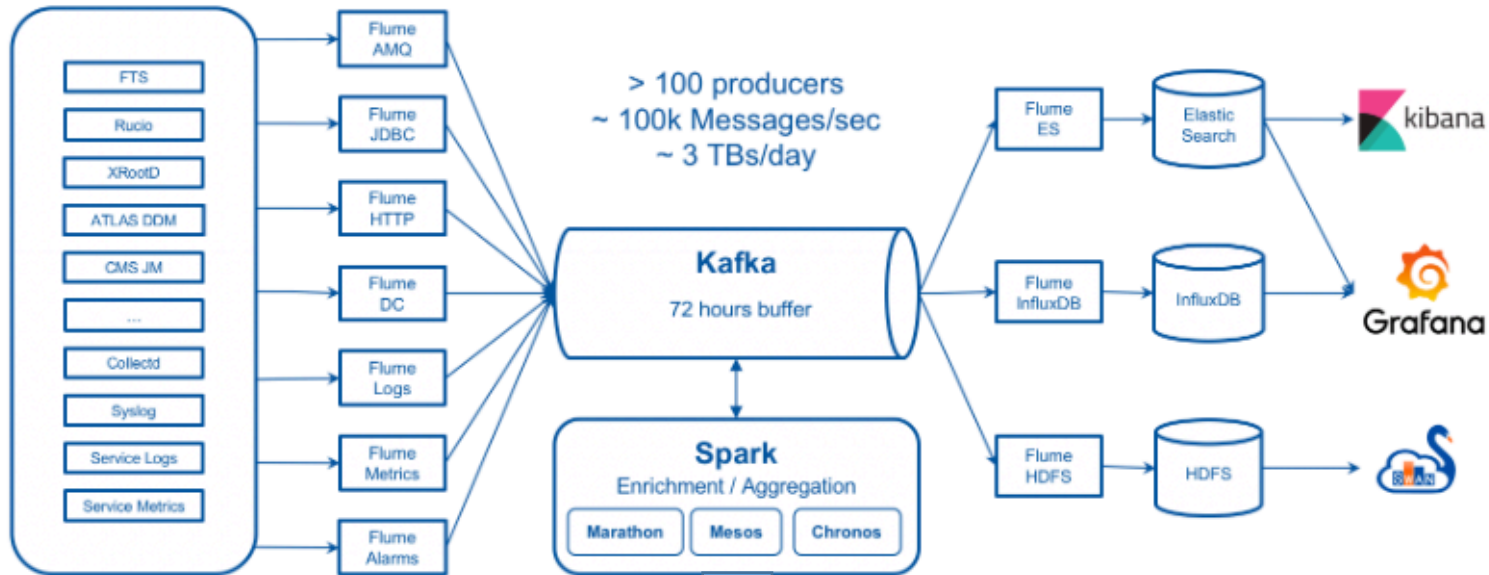 FTS
Rucio
XRootD
ATLAS DDM
CMS JM
...
Collectd
Syslog
Service Logs
Service Metrics
Flume
AMQ
Flume
JDBC
Flume
HTTP
Flume
DC
Flume
Logs
Flume
Metrics
Flume
Alarms
> 100 producers
~ 100k Messages/sec
~ 3 TBs/day
Kafka
72 hours buffer
Spark
Enrichment / Aggregation
Marathon
Mesos
Chronos
Flume
ES
Flume
InfluxDB
Flume
HDFS
Elastic
Search
InfluxDB
HDFS
kibana
Grafana
SWAN